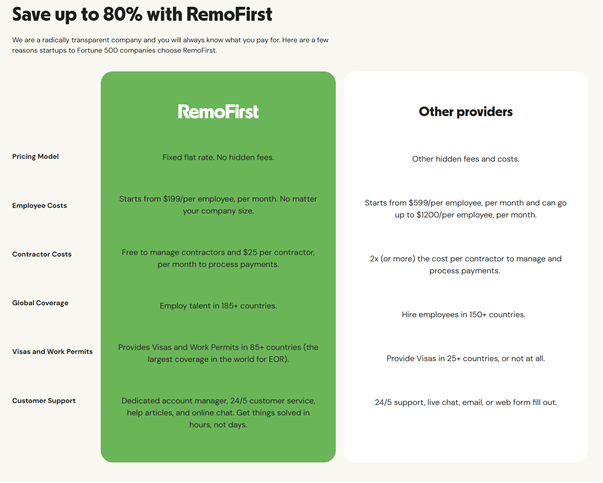 Save up to 80% with RemoFirst
We are a radically transparent company and you will always know what you pay for. Here are a few
reasons startups to Fortune 500 companies choose RemoFirst.
RemoFirst
Other providers
Pricing Model
Fixed flat rate. No hidden fees.
Other hidden fees and costs.
Employee Costs
Starts from $199/per employee, per month. No matter
your company size.
Starts from $599/per employee, per month and can go
up to $1200/per employee, per month.
Contractor Costs
Free to manage contractors and $25 per contractor,
per month to process payments.
2x (or more) the cost per contractor to manage and
process payments.
Global Coverage
Employ talent in 185+ countries.
Hire employees in 150+ countries.
Visas and Work Permits
Provides Visas and Work Permits in 85+ countries (the
largest coverage in the world for EOR).
Provide Visas in 25+ countries, or not at all.
Customer Support
Dedicated account manager, 24/5 customer service,
help articles, and online chat. Get things solved in
hours, not days.
24/5 support, live chat, email, or web form fill out.